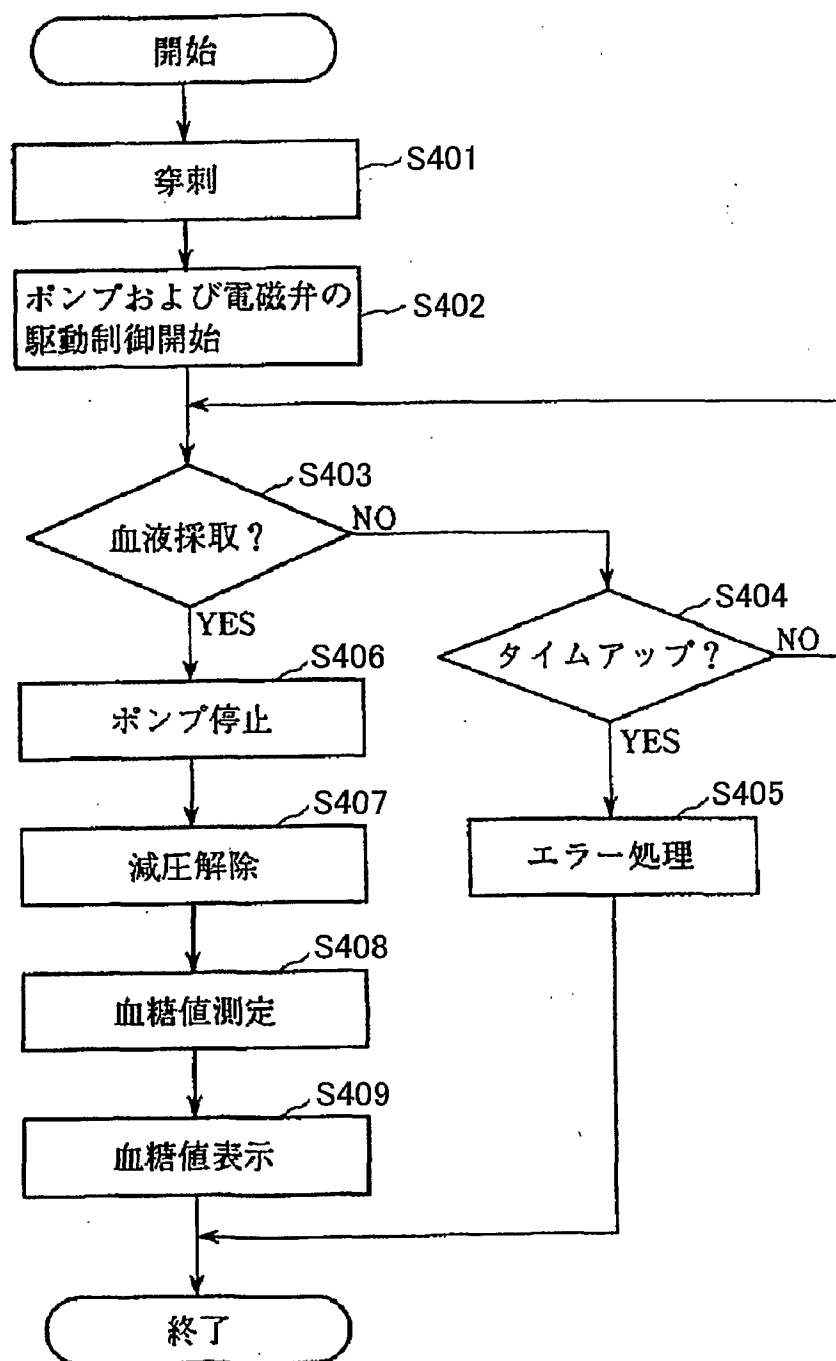 開始
穿刺
S401
ポンプおよび電磁弁の
駆動制御開始
S402
S403
血液採取？
NO
YES
S404
タイムアップ？
NO
YES
S405
エラー処理
S406
ポンプ停止
S407
減圧解除
S408
血糖値測定
S409
血糖値表示
終了